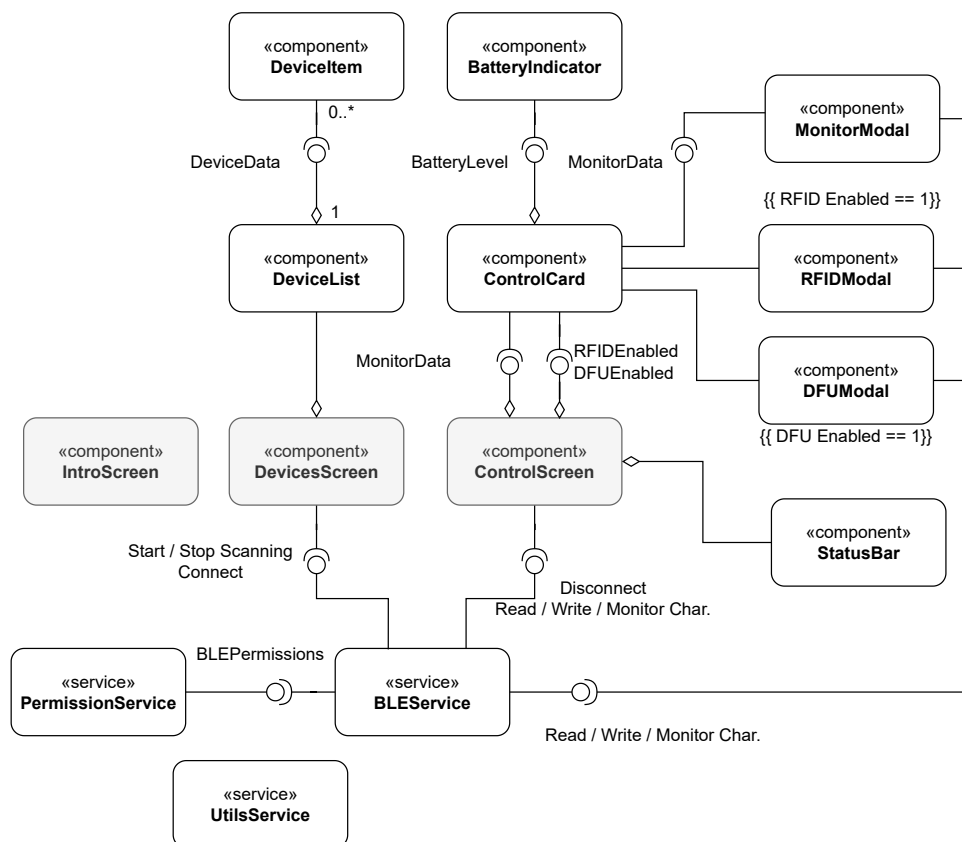 «component»
DeviceItem
«component»
BatteryIndicator
«component»
MonitorModal
0..*
DeviceData
BatteryLevel
MonitorData
{{ RFID Enabled == 1}}
1
«component»
DeviceList
«component»
ControlCard
«component»
RFIDModal
MonitorData
RFIDEnabled
DFUEnabled
«component»
DFUModal
{{ DFU Enabled == 1}}
«component»
IntroScreen
«component»
DevicesScreen
«component»
ControlScreen
«component»
StatusBar
Start / Stop Scanning
Connect
Disconnect
Read / Write / Monitor Char.
BLEPermissions
«service»
PermissionService
«service»
BLEService
Read / Write / Monitor Char.
«service»
UtilsService